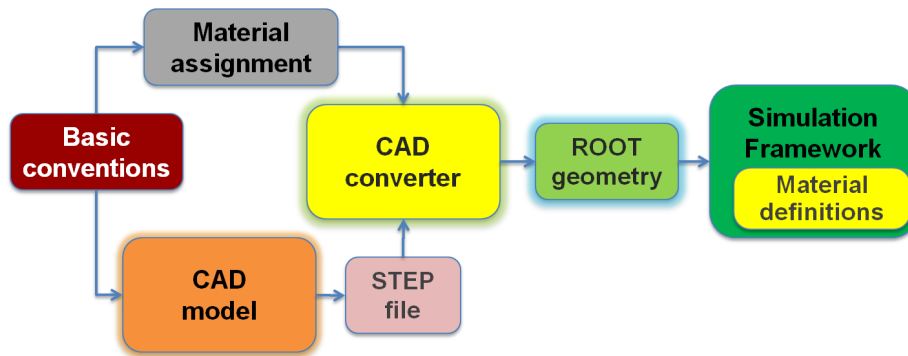 Material
assignment
Basic
conventions
CAD
converter
ROOT
geometry
Simulation
Framework
Material
definitions
CAD
model
STEP
file